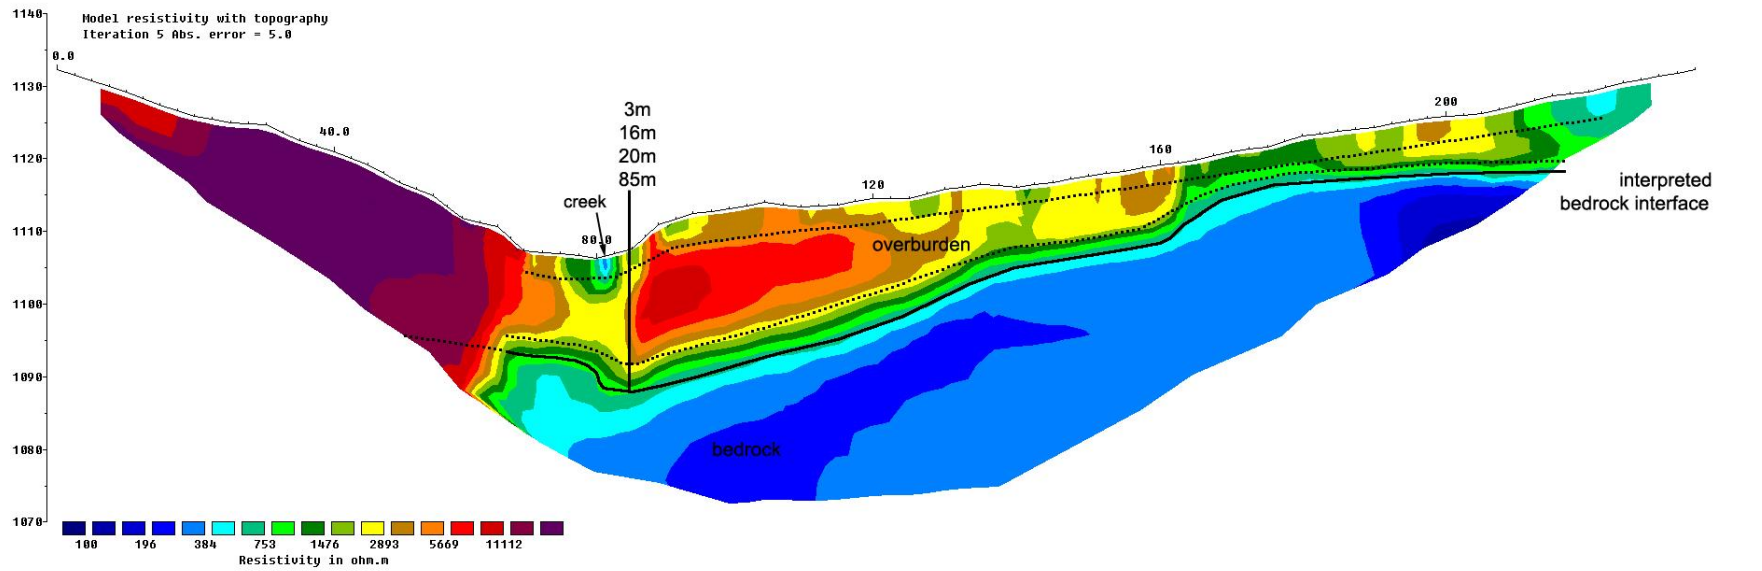 1140
Model resistivity with topography
Iteration 5 Abs. error = 5.0
0.0
1130
3m
16m
20m
85m
200
40.0
160
1120
120
interpreted
bedrock interface
creek
80.0
overburden
1110
1100
1090
bedrock
1080
1070
100 196 384 753 1476 2893 5669 11112
Resistivity in ohm.m